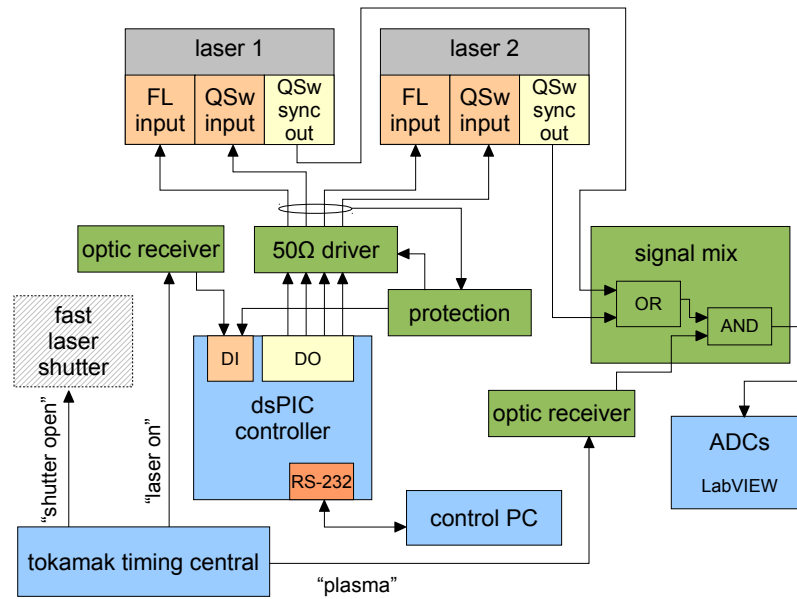 laser 1
laser 2
FL
input
QSw
input
QSw
sync
out
FL
input
QSw
input
QSw
sync
out
optic receiver
50Ω driver
signal mix
OR
AND
protection
fast
laser
shutter
DI
DO
dsPIC
controller
optic receiver
ADCs
LabVIEW
"shutter open"
"laser on"
RS-232
control PC
tokamak timing central
"plasma"